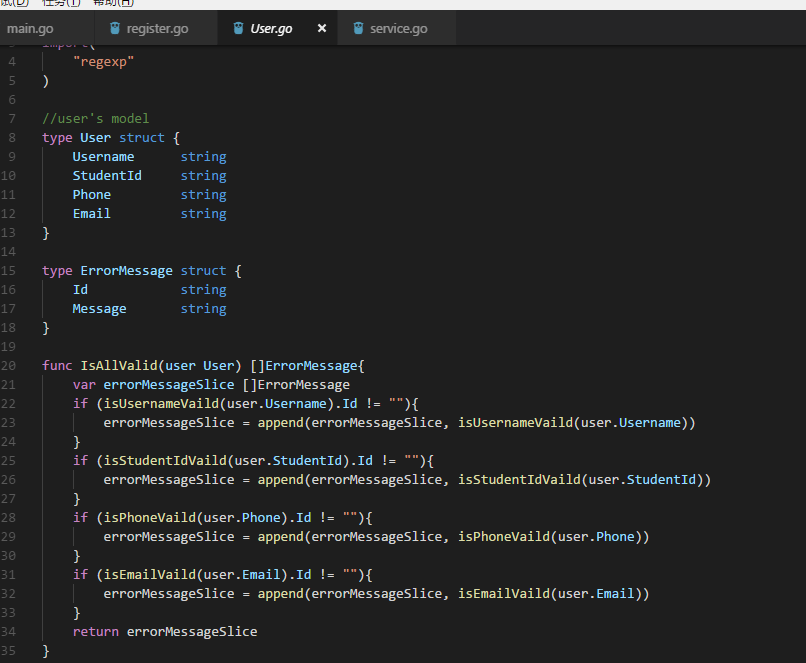 试(D) 任务(T) 帮助(H)
main.go register.go User.go × service.go
3 import(
4 "regexp"
5 )
6
7 //user's model
8 type User struct {
9 Username string
10 StudentId string
11 Phone string
12 Email string
13 }
14
15 type ErrorMessage struct {
16 Id string
17 Message string
18 }
19
20 func IsAllValid(user User) []ErrorMessage{
21 var errorMessageSlice []ErrorMessage
22 if (isUsernameVaild(user.Username).Id != ""){
23 errorMessageSlice = append(errorMessageSlice, isUsernameVaild(user.Username))
24 }
25 if (isStudentIdVaild(user.StudentId).Id != ""){
26 errorMessageSlice = append(errorMessageSlice, isStudentIdVaild(user.StudentId))
27 }
28 if (isPhoneVaild(user.Phone).Id != ""){
29 errorMessageSlice = append(errorMessageSlice, isPhoneVaild(user.Phone))
30 }
31 if (isEmailVaild(user.Email).Id != ""){
32 errorMessageSlice = append(errorMessageSlice, isEmailVaild(user.Email))
33 }
34 return errorMessageSlice
35 }